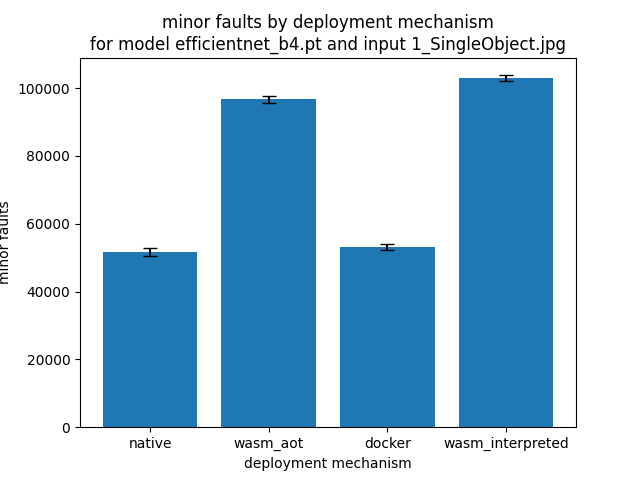 minor faults by deployment mechanism
for model efficientnet_b4.pt and input 1_SingleObject.jpg
minor faults
100000
80000
60000
40000
20000
0
native
wasm_aot
docker
wasm_interpreted
deployment mechanism